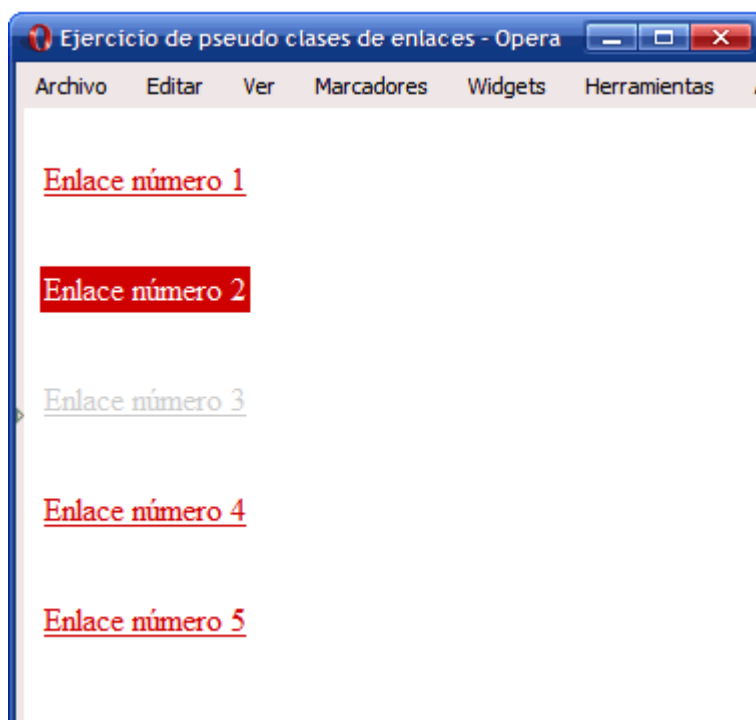 Ejercicio de pseudo clases de enlaces - Opera
Archivo Editar Ver Marcadores Widgets Herramientas
Enlace número 1
Enlace número 2
Enlace número 3
Enlace número 4
Enlace número 5